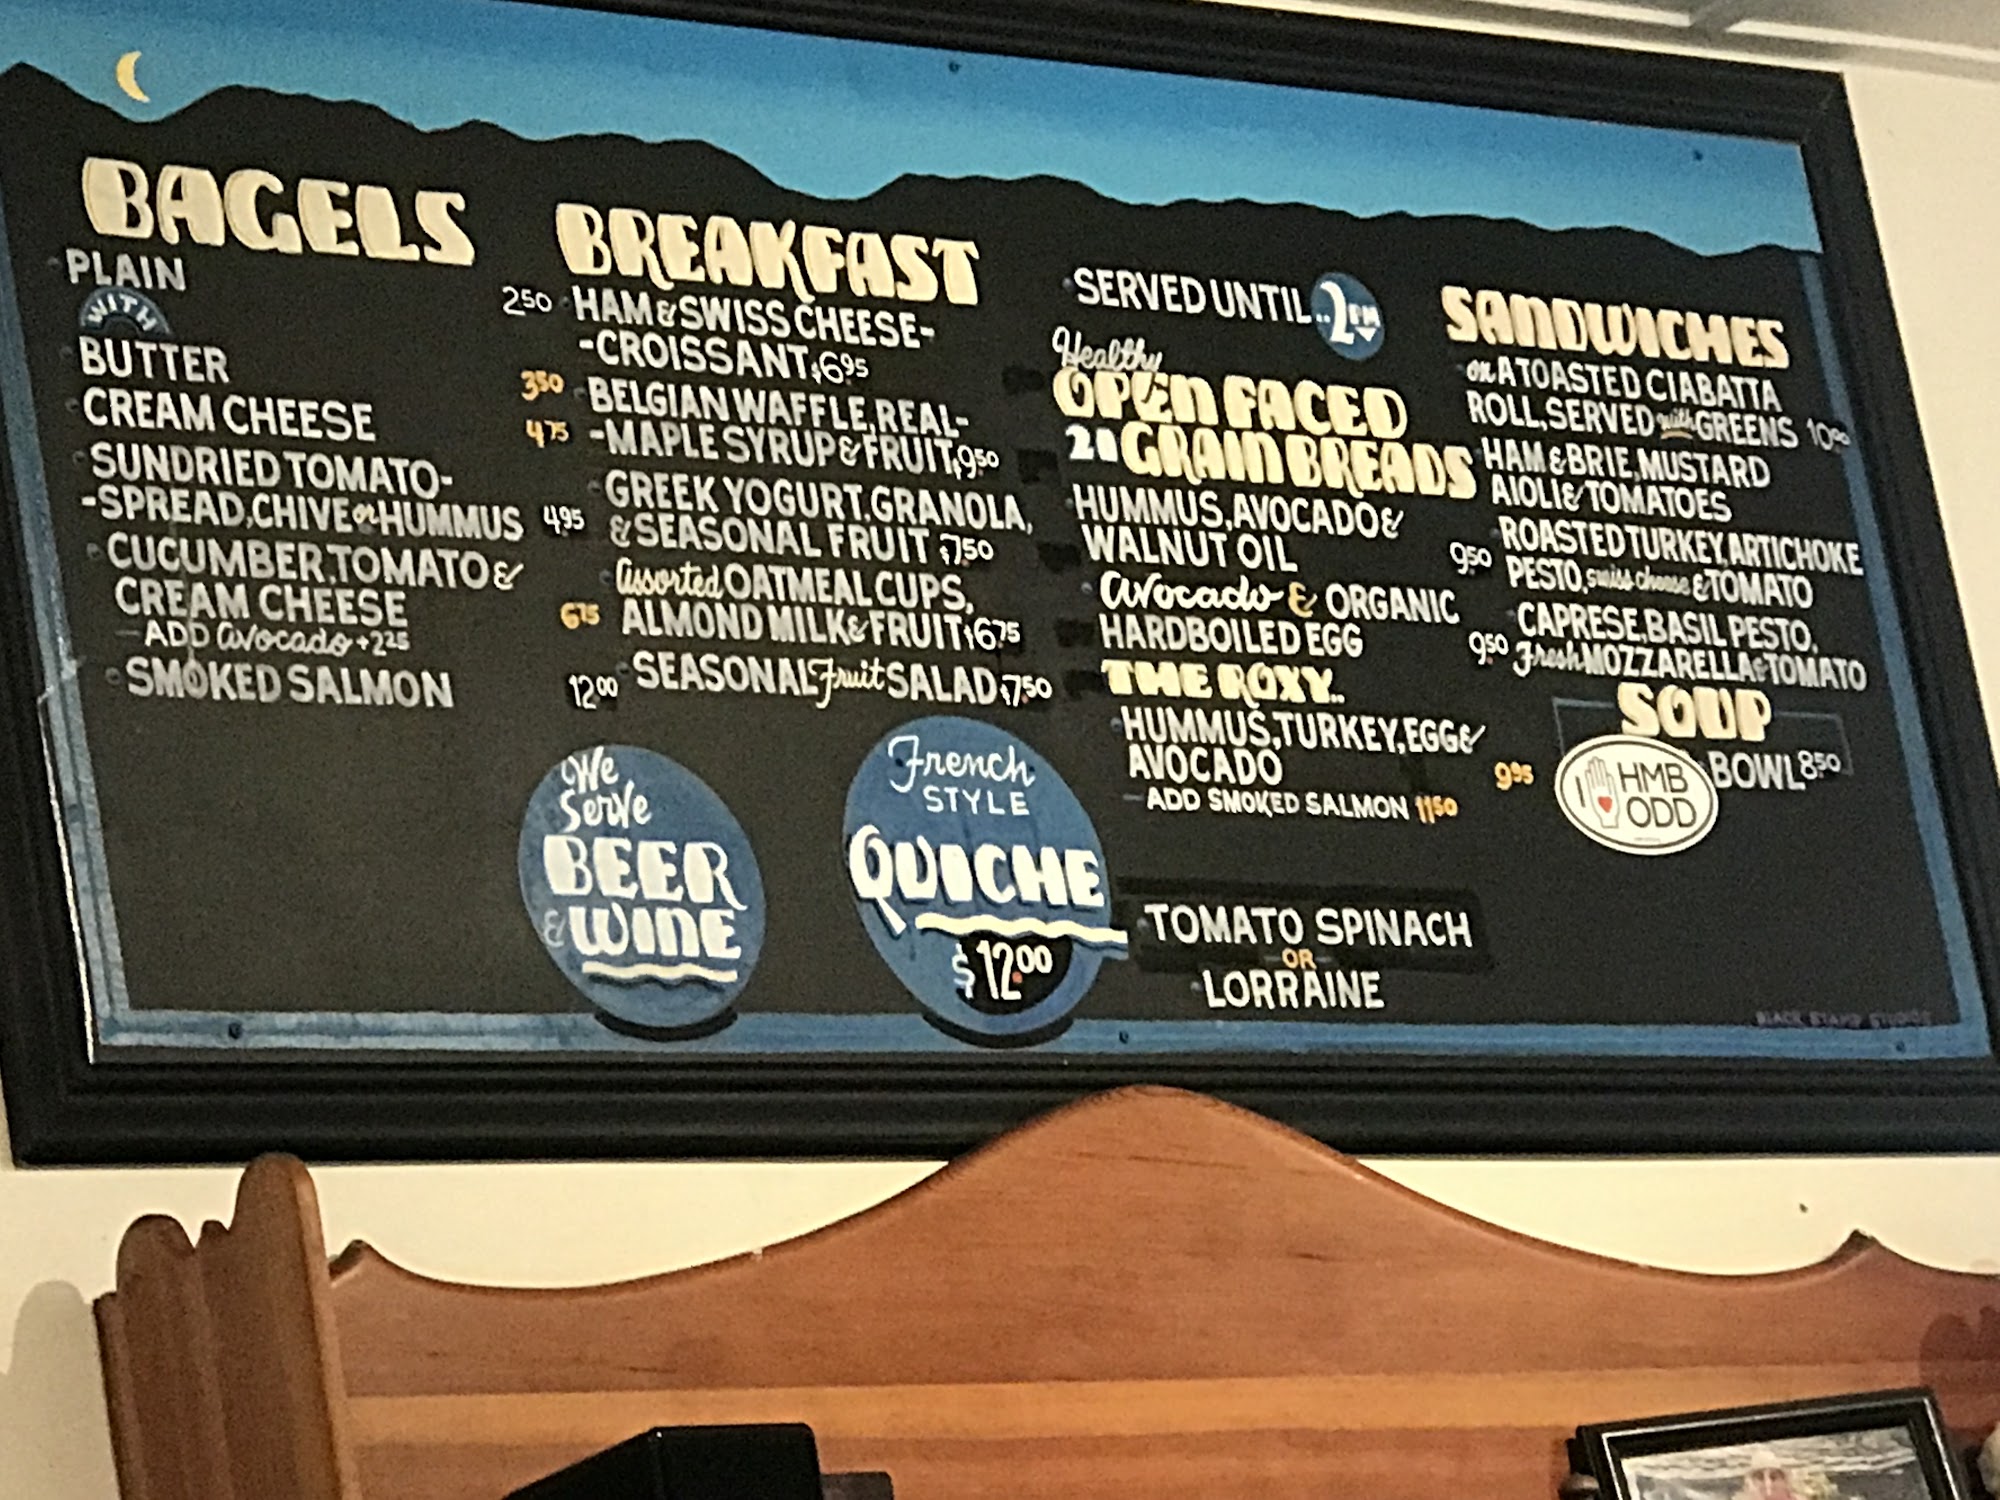 BAGELS
PLAIN 2.50
WITH
BUTTER 3.50
CREAM CHEESE 4.75
SUNDRIED TOMATO-
-SPREAD, CHIVE or HUMMUS 4.95
CUCUMBER, TOMATO &
CREAM CHEESE 6.75
— ADD avocado + 2.25
SMOKED SALMON 12.00
BREAKFAST
HAM & SWISS CHEESE-
-CROISSANT $6.95
BELGIAN WAFFLE, REAL-
-MAPLE SYRUP & FRUIT $9.50
GREEK YOGURT, GRANOLA,
& SEASONAL FRUIT $7.50
assorted OATMEAL CUPS,
ALMOND MILK & FRUIT $6.75
SEASONAL Fruit SALAD $7.50
We
Serve
BEER
& WINE
French
STYLE
QUICHE
$12.00
SERVED UNTIL.. 2PM
Healthy
OPEN FACED
21 GRAIN BREADS
HUMMUS, AVOCADO &
WALNUT OIL 9.50
avocado & ORGANIC
HARDBOILED EGG 9.50
THE ROXY..
HUMMUS, TURKEY, EGG &
AVOCADO 9.95
— ADD SMOKED SALMON 11.50
TOMATO SPINACH
OR
LORRAINE
SANDWICHES
on A TOASTED CIABATTA
ROLL, SERVED with GREENS 10.00
HAM & BRIE, MUSTARD
AIOLI & TOMATOES
ROASTED TURKEY, ARTICHOKE
PESTO, swiss cheese & TOMATO
CAPRESE, BASIL PESTO,
Fresh MOZZARELLA & TOMATO
SOUP
BOWL 8.50
I HMB
ODD
BLACK STAMP STUDIOS